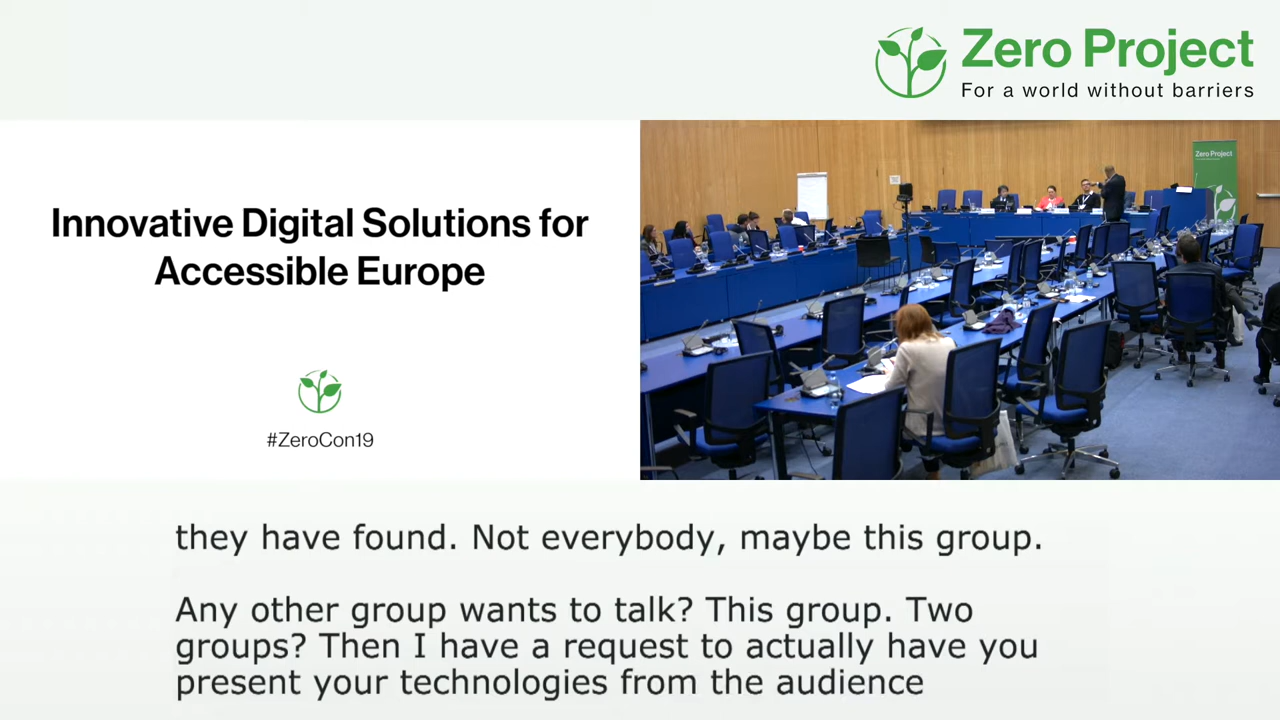 Zero Project
For a world without barriers
Innovative Digital Solutions for
Accessible Europe
#ZeroCon19
Zero Project
they have found. Not everybody, maybe this group.
Any other group wants to talk? This group. Two
groups? Then I have a request to actually have you
present your technologies from the audience